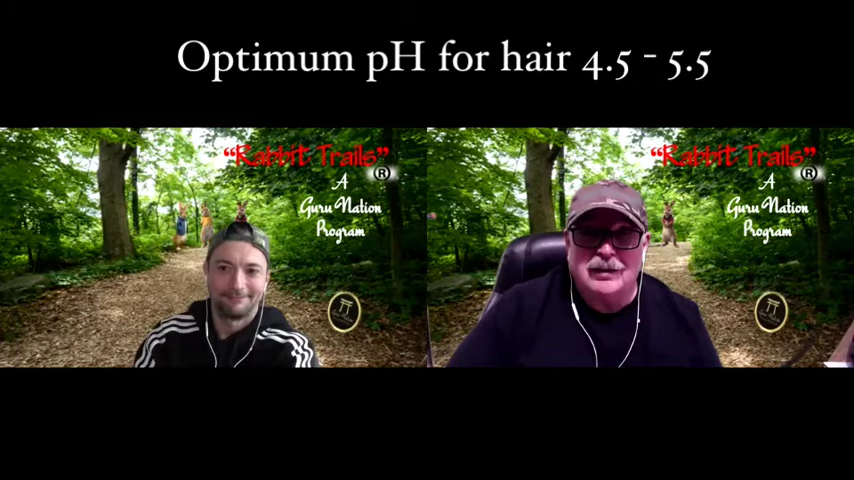 Optimum pH for hair 4.5 - 5.5
“Rabbit Trails”®
A
Guru Nation
Program
“Rabbit Trails”®
A
Guru Nation
Program